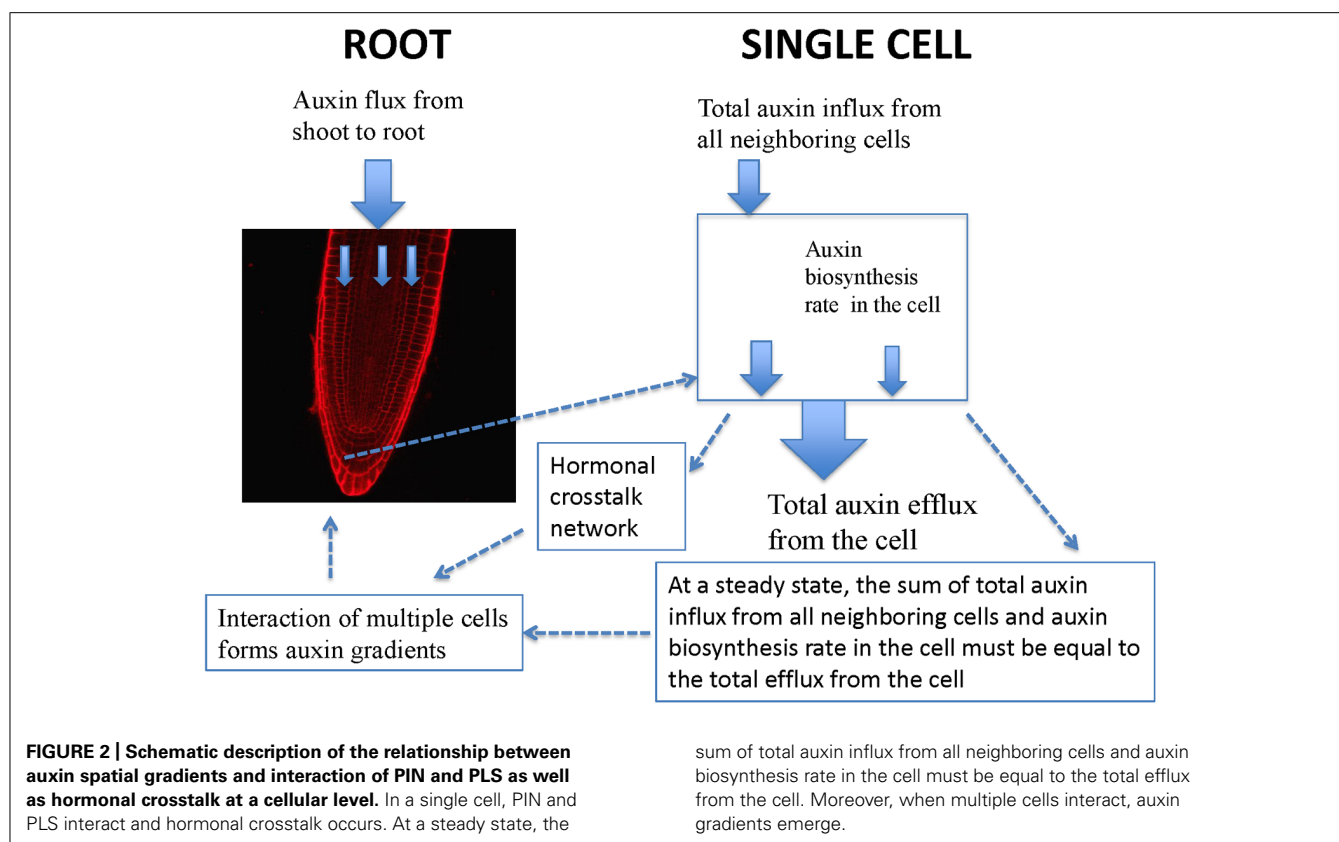 ROOT
SINGLE CELL
Auxin flux from
shoot to root
Total auxin influx from
all neighboring cells
Auxin
biosynthesis
rate in the cell
Hormonal
crosstalk
network
Total auxin efflux
from the cell
Interaction of multiple cells
forms auxin gradients
At a steady state, the sum of total auxin
influx from all neighboring cells and auxin
biosynthesis rate in the cell must be equal to
the total efflux from the cell
FIGURE 2 | Schematic description of the relationship between
auxin spatial gradients and interaction of PIN and PLS as well
as hormonal crosstalk at a cellular level. In a single cell, PIN and
PLS interact and hormonal crosstalk occurs. At a steady state, the
sum of total auxin influx from all neighboring cells and auxin
biosynthesis rate in the cell must be equal to the total efflux
from the cell. Moreover, when multiple cells interact, auxin
gradients emerge.